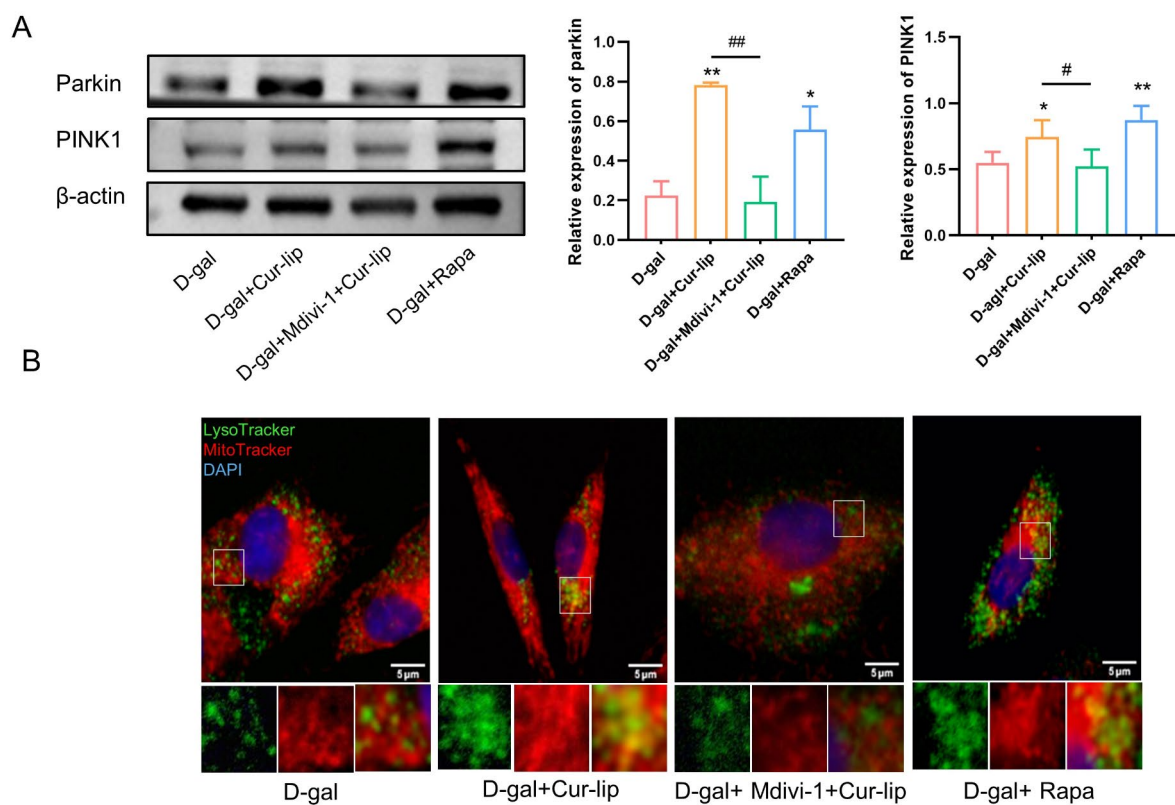 A
Parkin
PINK1
β-actin
D-gal
D-gal+Cur-lip
D-gal+Mdivi-1+Cur-lip
D-gal+Rapa
Relative expression of parkin
1.0
0.8
0.6
0.4
0.2
0.0
##
**
*
D-gal
D-gal+Cur-lip
D-gal+Mdivi-1+Cur-lip
D-gal+Rapa
Relative expression of PINK1
1.5
1.0
0.5
0.0
#
*
**
D-gal
D-agl+Cur-lip
D-gal+Mdivi-1+Cur-lip
D-gal+Rapa
B
LysoTracker
MitoTracker
DAPI
5 μm
5 μm
5 μm
5 μm
D-gal
D-gal+Cur-lip
D-gal+ Mdivi-1+Cur-lip
D-gal+ Rapa